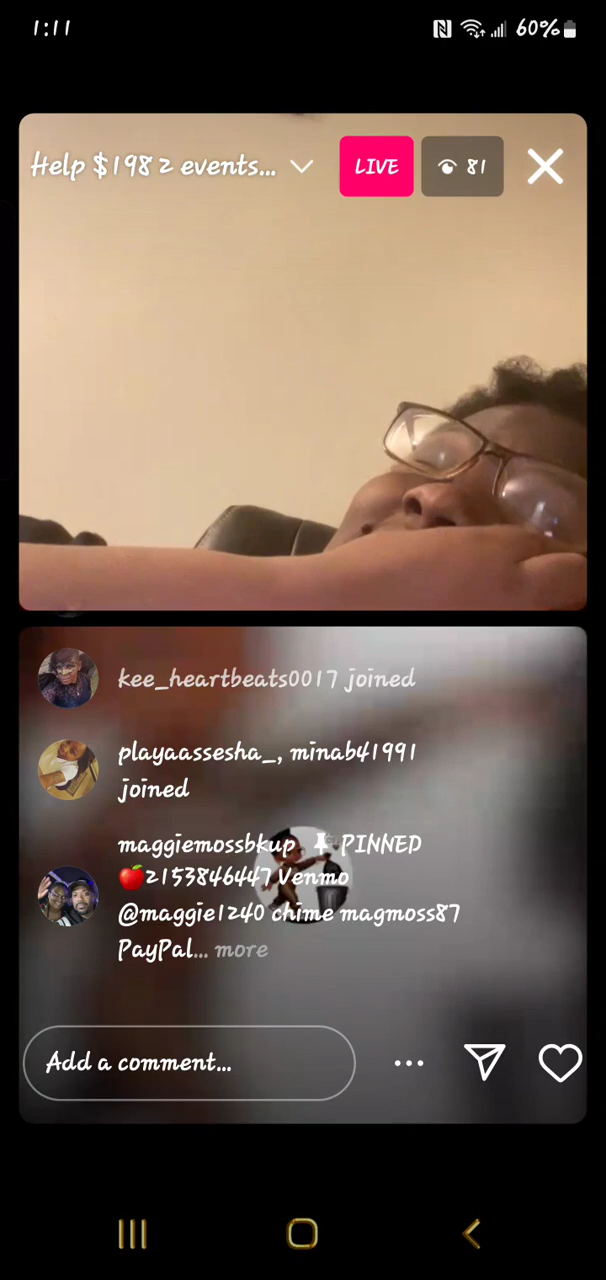 1:11
60%
Help $198 2 events...
LIVE
81
kee_heartbeats0017 joined
playaassesha_, minab41991
joined
maggiemossbkup 📌 PINNED
🍎2153846447 Venmo
@maggie1240 chime magmoss87
PayPal... more
Add a comment...